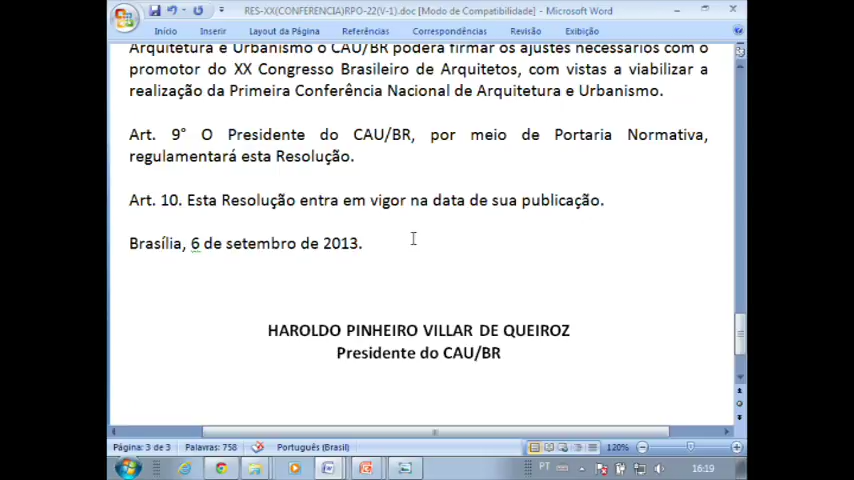 RES-XX(CONFERENCIA)RPO-22(V-1).doc [Modo de Compatibilidade] - Microsoft Word
Início Inserir Layout da Página Referências Correspondências Revisão Exibição
Arquitetura e Urbanismo o CAU/BR poderá firmar os ajustes necessários com o
promotor do XX Congresso Brasileiro de Arquitetos, com vistas a viabilizar a
realização da Primeira Conferência Nacional de Arquitetura e Urbanismo.
Art. 9° O Presidente do CAU/BR, por meio de Portaria Normativa,
regulamentará esta Resolução.
Art. 10. Esta Resolução entra em vigor na data de sua publicação.
Brasília, 6 de setembro de 2013.
HAROLDO PINHEIRO VILLAR DE QUEIROZ
Presidente do CAU/BR
Página: 3 de 3 Palavras: 758 Português (Brasil) 120%
PT 16:19